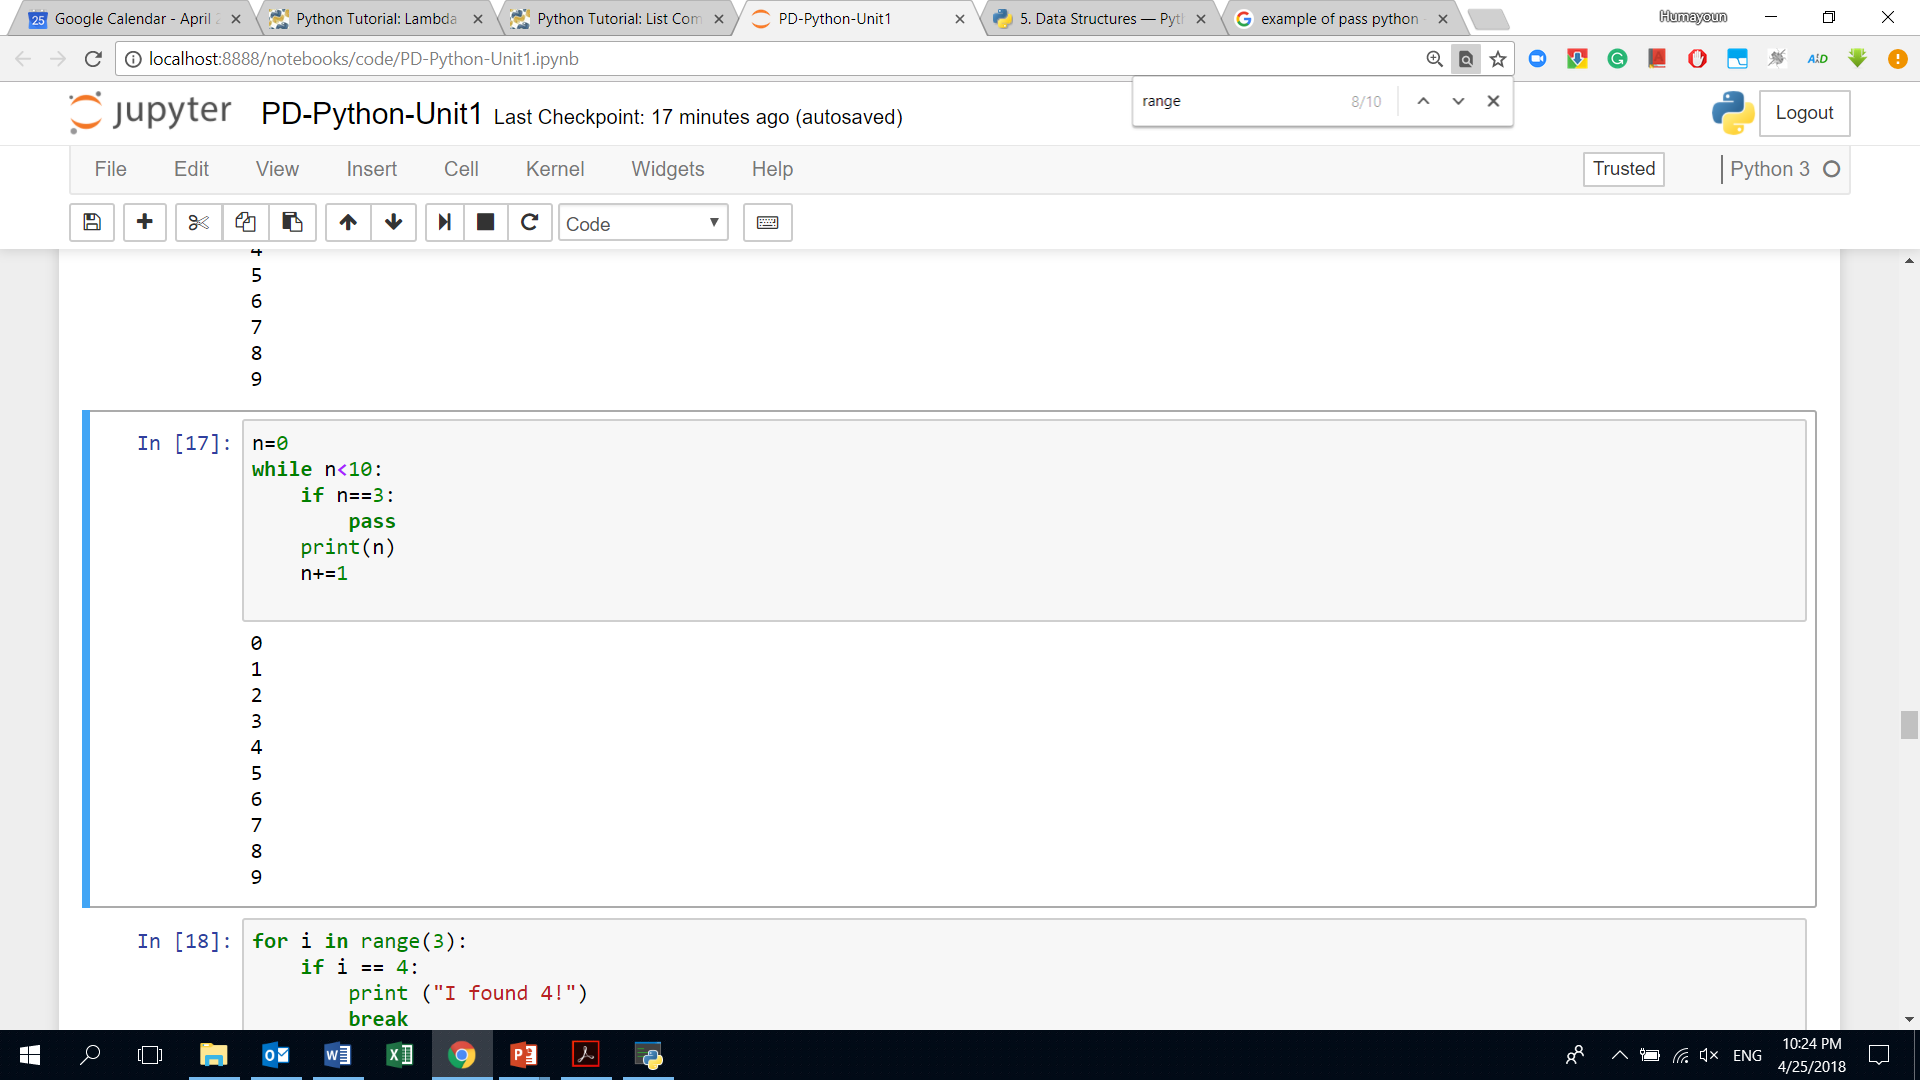 25 Google Calendar - April 2
Python Tutorial: Lambda
Python Tutorial: List Com
PD-Python-Unit1
5. Data Structures — Pyth
example of pass python
Humayoun
localhost:8888/notebooks/code/PD-Python-Unit1.ipynb
range 8/10
jupyter PD-Python-Unit1 Last Checkpoint: 17 minutes ago (autosaved)
Logout
File Edit View Insert Cell Kernel Widgets Help
Trusted
Python 3
Code
4
5
6
7
8
9
In [17]:
n=0
while n<10:
    if n==3:
        pass
    print(n)
    n+=1
0
1
2
3
4
5
6
7
8
9
In [18]:
for i in range(3):
    if i == 4:
        print ("I found 4!")
        break
ENG
10:24 PM
4/25/2018